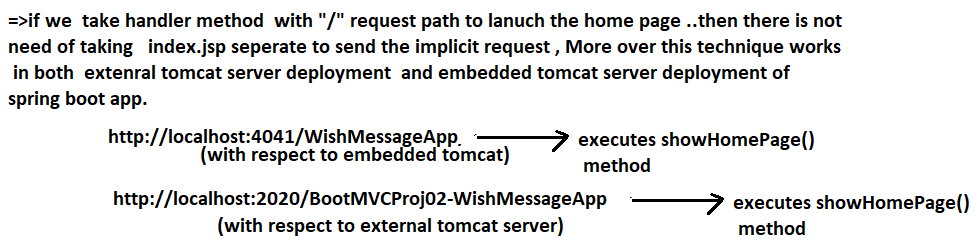 =>if we  take handler method  with "/" request path to lanuch the home page ..then there is not
need of taking   index.jsp seperate to send the implicit request , More over this technique works
in both  extenral tomcat server deployment  and embedded tomcat server deployment of
spring boot app.
http://localhost:4041/WishMessageApp. executes showHomePage()
(with respect to embedded tomcat) method
http://localhost:2020/BootMVCProj02-WishMessageApp executes showHomePage()
(with respect to external tomcat server) method